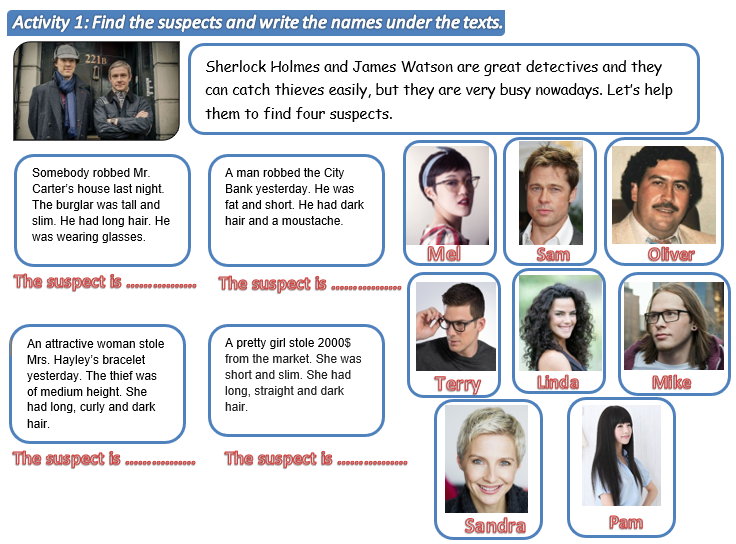 Activity 1: Find the suspects and write the names under the texts.
221B
Sherlock Holmes and James Watson are great detectives and they
can catch thieves easily, but they are very busy nowadays. Let's help
them to find four suspects.
Somebody robbed Mr.
Carter's house last night.
The burglar was tall and
slim. He had long hair. He
was wearing glasses.
The suspect is ................
A man robbed the City
Bank yesterday. He was
fat and short. He had dark
hair and a moustache.
The suspect is ................
Mel
Sam
Oliver
An attractive woman stole
Mrs. Hayley's bracelet
yesterday. The thief was
of medium height. She
had long, curly and dark
hair.
The suspect is ................
A pretty girl stole 2000$
from the market. She was
short and slim. She had
long, straight and dark
hair.
The suspect is ................
Terry
Linda
Mike
Sandra
Pam